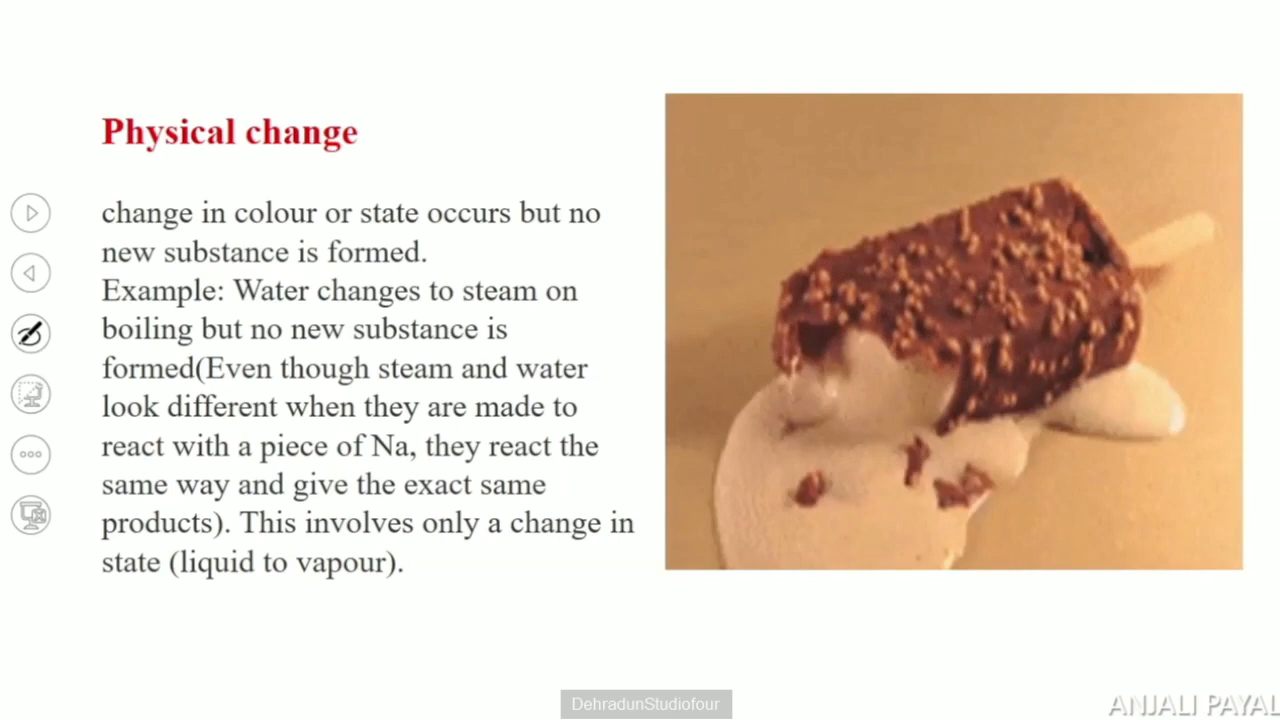 Physical change
change in colour or state occurs but no
new substance is formed.
Example: Water changes to steam on
boiling but no new substance is
formed(Even though steam and water
look different when they are made to
react with a piece of Na, they react the
same way and give the exact same
products). This involves only a change in
state (liquid to vapour).
DehradunStudiofour
ANJALI PAYAL